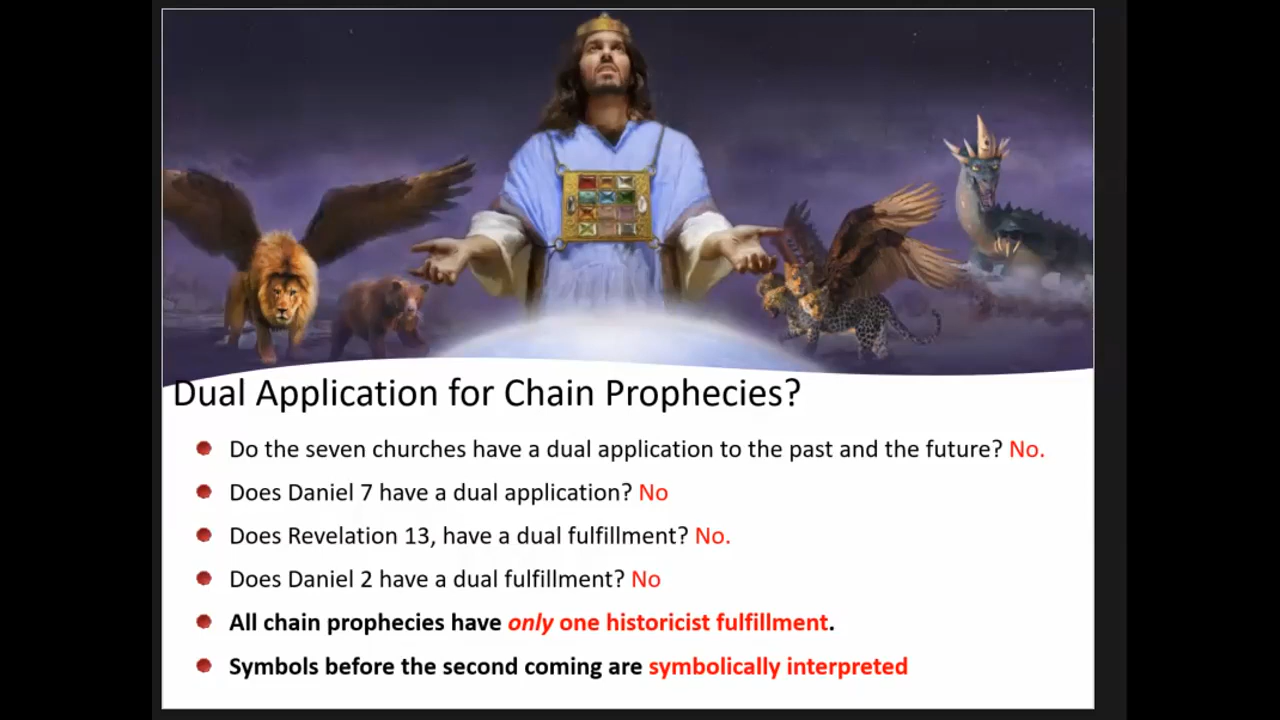 Dual Application for Chain Prophecies?
Do the seven churches have a dual application to the past and the future? No.
Does Daniel 7 have a dual application? No
Does Revelation 13, have a dual fulfillment? No.
Does Daniel 2 have a dual fulfillment? No
All chain prophecies have only one historicist fulfillment.
Symbols before the second coming are symbolically interpreted